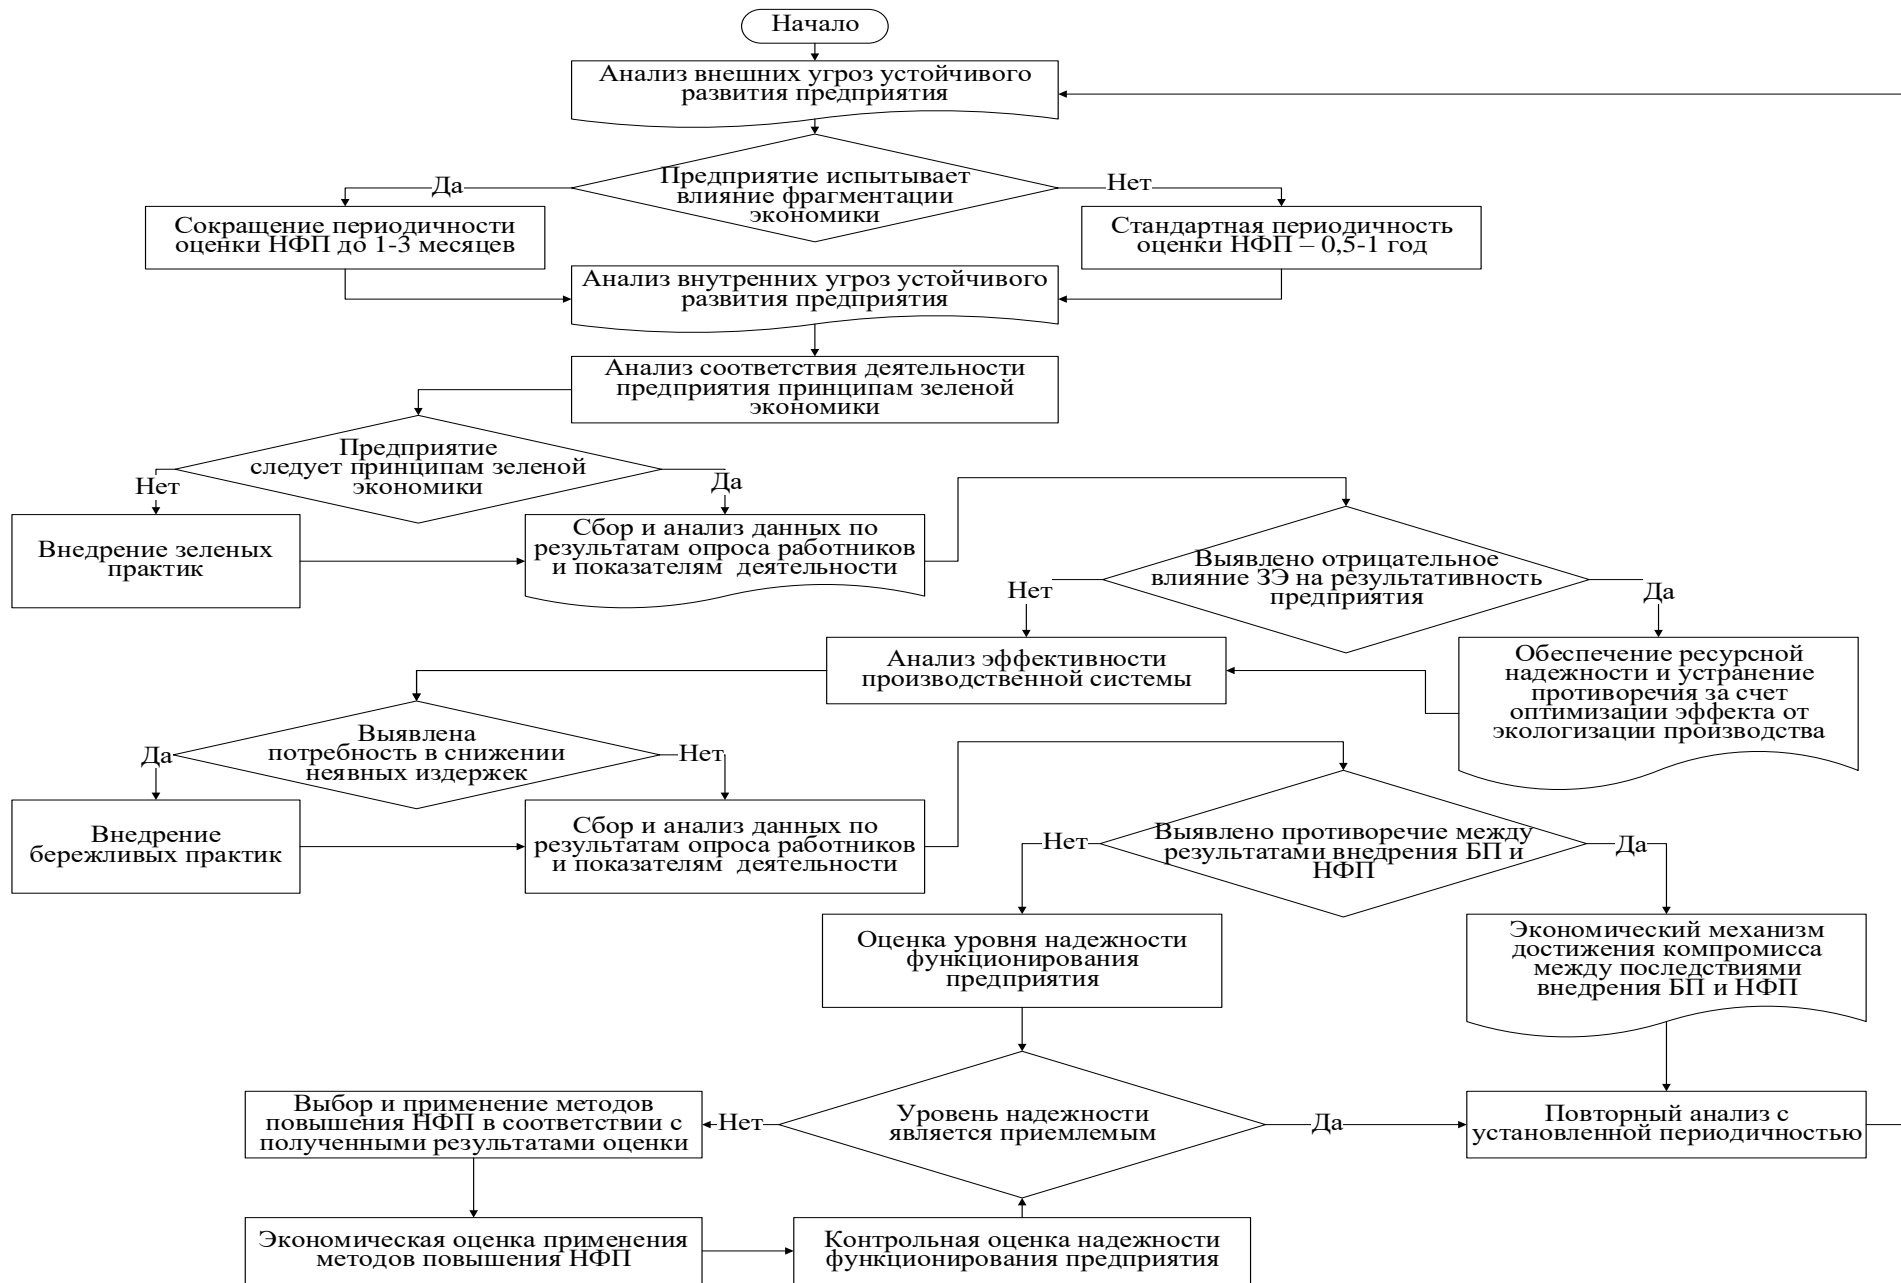 Начало
Анализ внешних угроз устойчивого
развития предприятия
Предприятие испытывает
влияние фрагментации
экономики
Да
Нет
Сокращение периодичности
оценки НФП до 1-3 месяцев
Стандартная периодичность
оценки НФП – 0,5-1 год
Анализ внутренних угроз устойчивого
развития предприятия
Анализ соответствия деятельности
предприятия принципам зеленой
экономики
Предприятие
следует принципам зеленой
экономики
Нет
Да
Внедрение зеленых
практик
Сбор и анализ данных по
результатам опроса работников
и показателям деятельности
Выявлено отрицательное
влияние ЗЭ на результативность
предприятия
Нет
Да
Анализ эффективности
производственной системы
Обеспечение ресурсной
надежности и устранение
противоречия за счет
оптимизации эффекта от
экологизации производства
Выявлена
потребность в снижении
неявных издержек
Да
Нет
Внедрение
бережливых практик
Сбор и анализ данных по
результатам опроса работников
и показателям деятельности
Выявлено противоречие между
результатами внедрения БП и
НФП
Нет
Да
Оценка уровня надежности
функционирования
предприятия
Экономический механизм
достижения компромисса
между последствиями
внедрения БП и НФП
Выбор и применение методов
повышения НФП в соответствии с
полученными результатами оценки
Нет
Уровень надежности
является приемлемым
Да
Повторный анализ с
установленной периодичностью
Экономическая оценка применения
методов повышения НФП
Контрольная оценка надежности
функционирования предприятия